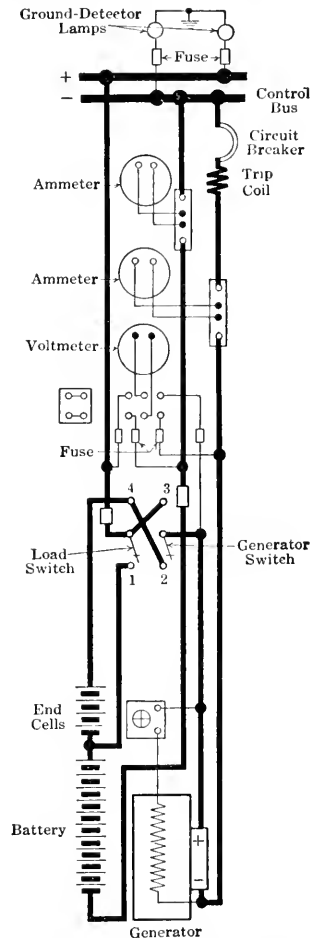 Ground-Detector
Lamps
Fuse
+
−
Control
Bus
Circuit
Breaker
Trip
Coil
Ammeter
Ammeter
Voltmeter
Fuse
4
3
Load
Switch
1
2
Generator
Switch
End
Cells
Battery
+
−
Generator